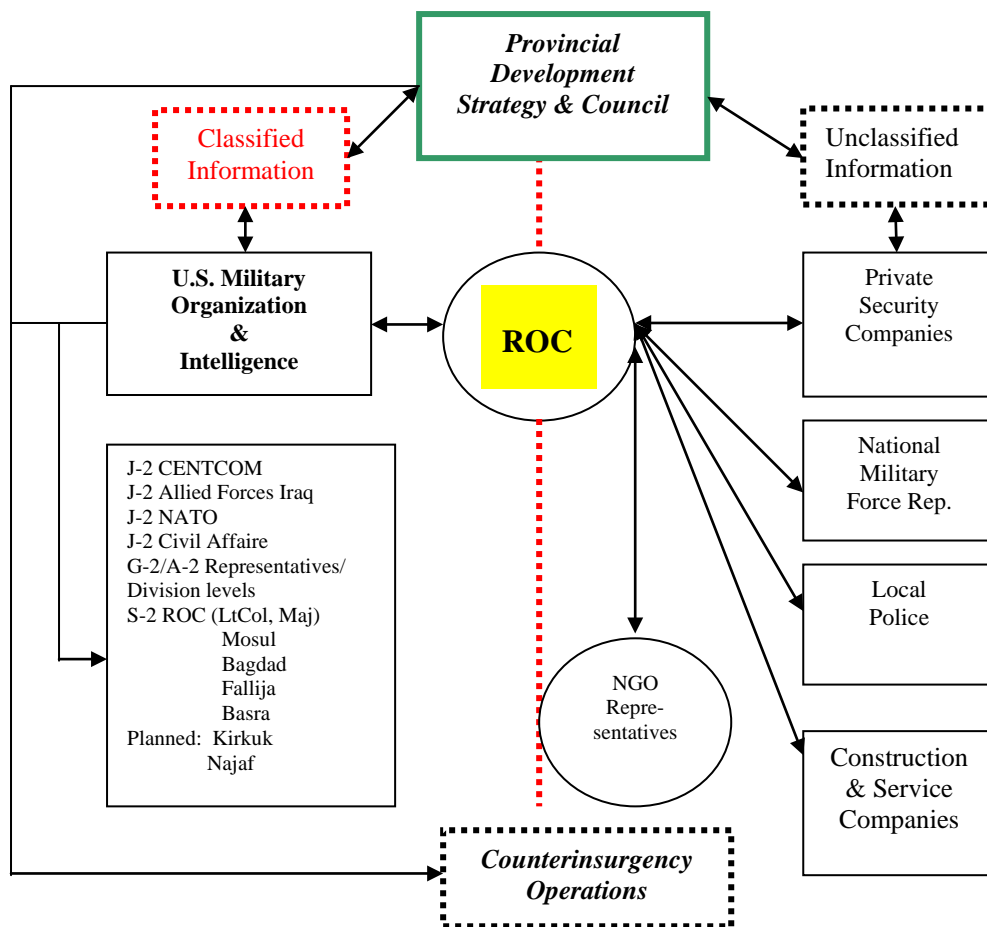 Provincial
Development
Strategy & Council
Classified
Information
Unclassified
Information
U.S. Military
Organization
&
Intelligence
ROC
Private
Security
Companies
J-2 CENTCOM
J-2 Allied Forces Iraq
J-2 NATO
J-2 Civil Affaire
G-2/A-2 Representatives/
Division levels
S-2 ROC (LtCol, Maj)
Mosul
Bagdad
Fallija
Basra
Planned: Kirkuk
Najaf
National
Military
Force Rep.
Local
Police
NGO
Repre-
sentatives
Construction
& Service
Companies
Counterinsurgency
Operations